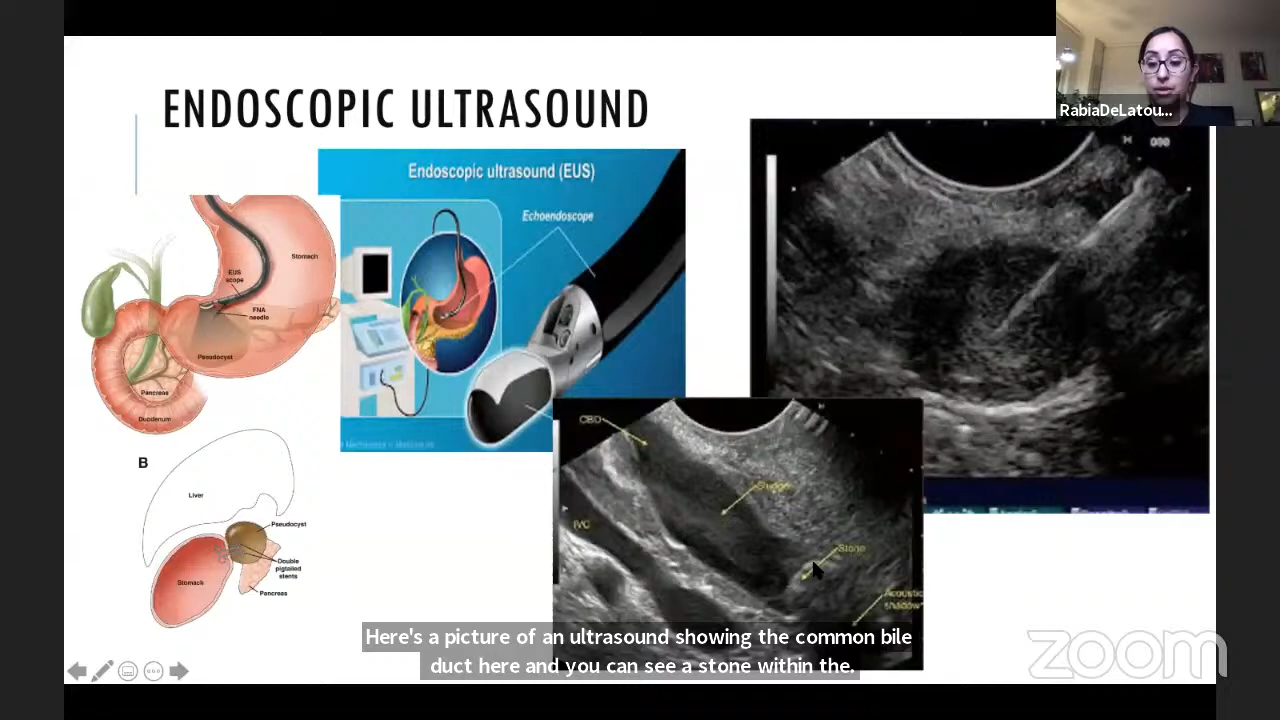 ENDOSCOPIC ULTRASOUND
RabiaDeLatou...
Endoscopic ultrasound (EUS)
Echoendoscope
Stomach
EUS
scope
FNA
needle
Pseudocyst
Pancreas
Duodenum
B
Liver
Pseudocyst
Double
pigtailed
stents
Stomach
Pancreas
CBD
Sludge
IVC
Stone
Acoustic
shadow
Here's a picture of an ultrasound showing the common bile
duct here and you can see a stone within the.
zoom